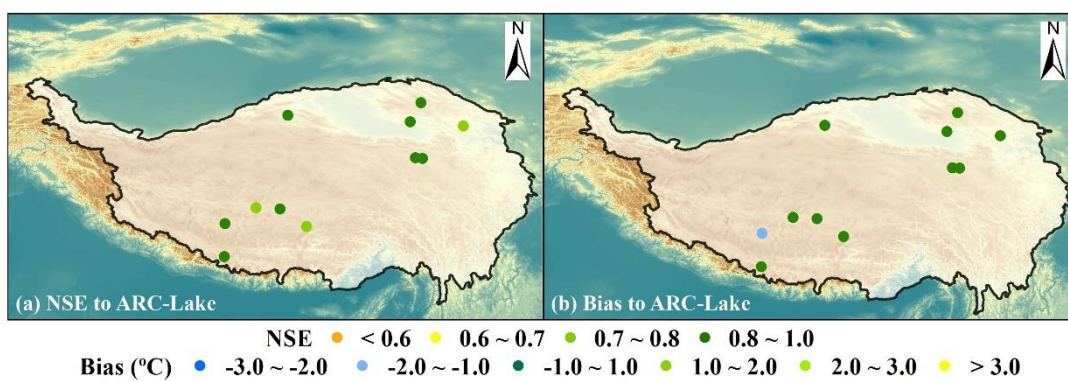 N
N
(a) NSE to ARC-Lake
(b) Bias to ARC-Lake
NSE < 0.6 0.6 ~ 0.7 0.7 ~ 0.8 0.8 ~ 1.0
Bias (ºC) -3.0 ~ -2.0 -2.0 ~ -1.0 -1.0 ~ 1.0 1.0 ~ 2.0 2.0 ~ 3.0 > 3.0